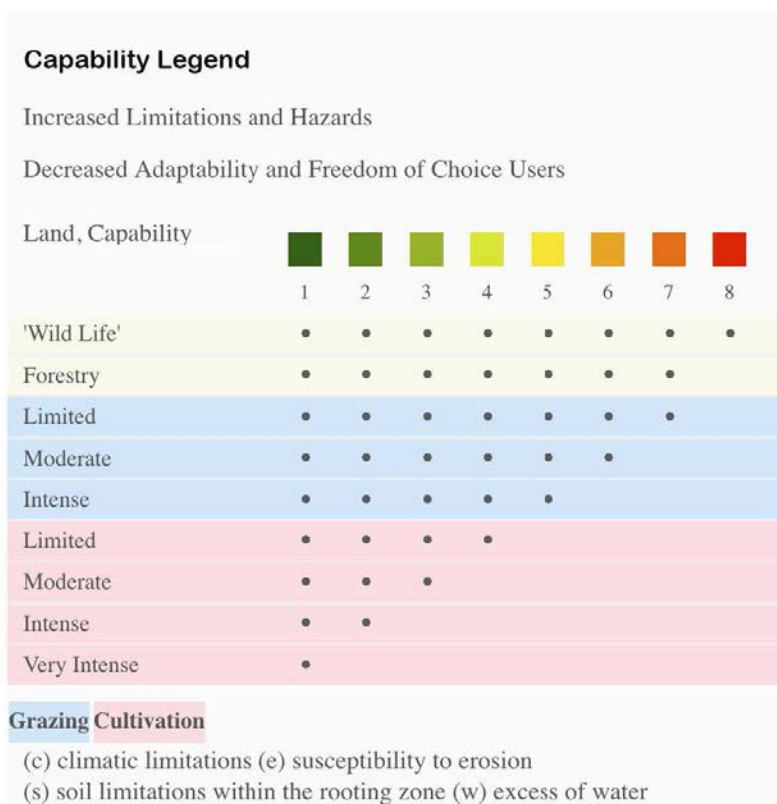 Capability Legend
Increased Limitations and Hazards
Decreased Adaptability and Freedom of Choice Users
Land, Capability
1 2 3 4 5 6 7 8
'Wild Life' • • • • • • • •
Forestry • • • • • • •
Limited • • • • • • •
Moderate • • • • • •
Intense • • • • •
Limited • • • •
Moderate • • •
Intense • •
Very Intense •
Grazing Cultivation
(c) climatic limitations (e) susceptibility to erosion
(s) soil limitations within the rooting zone (w) excess of water